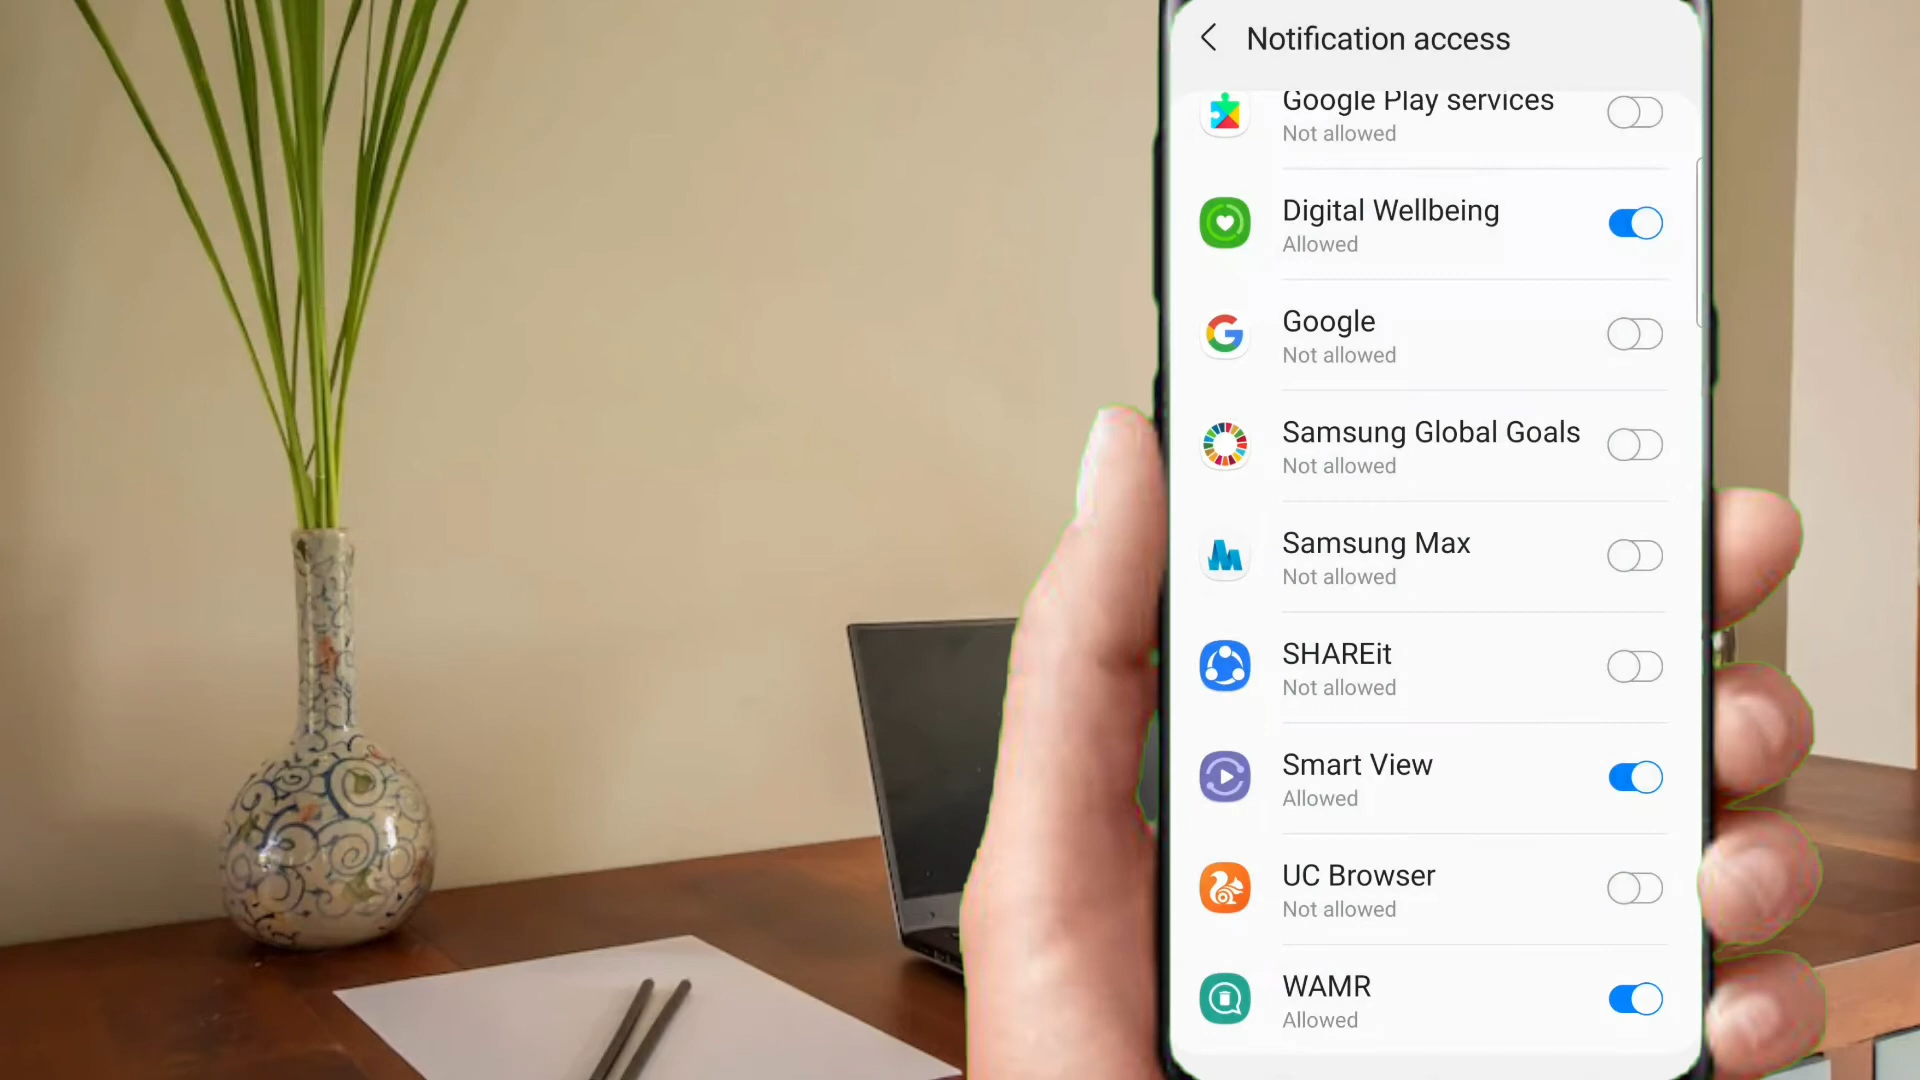 Notification access
Google Play services
Not allowed
Digital Wellbeing
Allowed
Google
Not allowed
Samsung Global Goals
Not allowed
Samsung Max
Not allowed
SHAREit
Not allowed
Smart View
Allowed
UC Browser
Not allowed
WAMR
Allowed